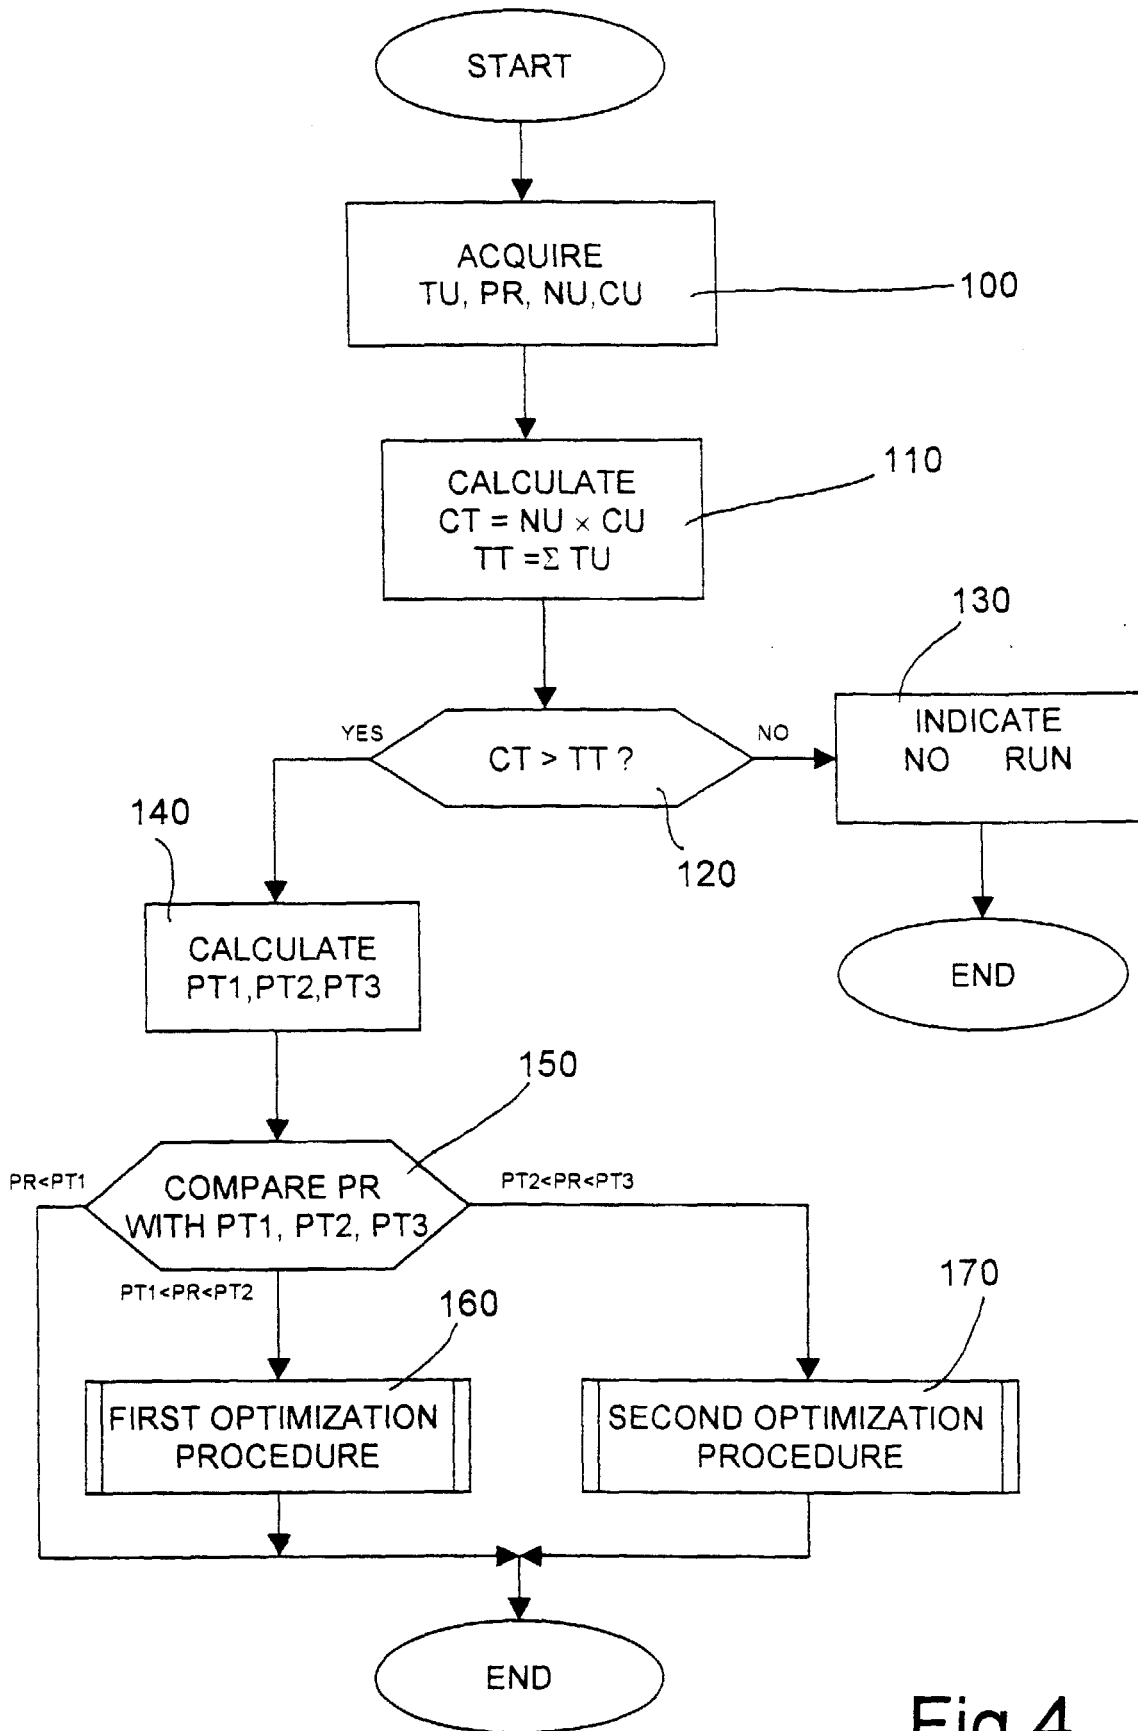 START
ACQUIRE
TU, PR, NU,CU
100
CALCULATE
CT = NU × CU
TT =Σ TU
110
130
INDICATE
NO RUN
YES
CT > TT ?
NO
120
140
CALCULATE
PT1,PT2,PT3
END
150
PR<PT1
COMPARE PR
WITH PT1, PT2, PT3
PT2<PR<PT3
PT1<PR<PT2
160
170
FIRST OPTIMIZATION
PROCEDURE
SECOND OPTIMIZATION
PROCEDURE
END
Fig.4